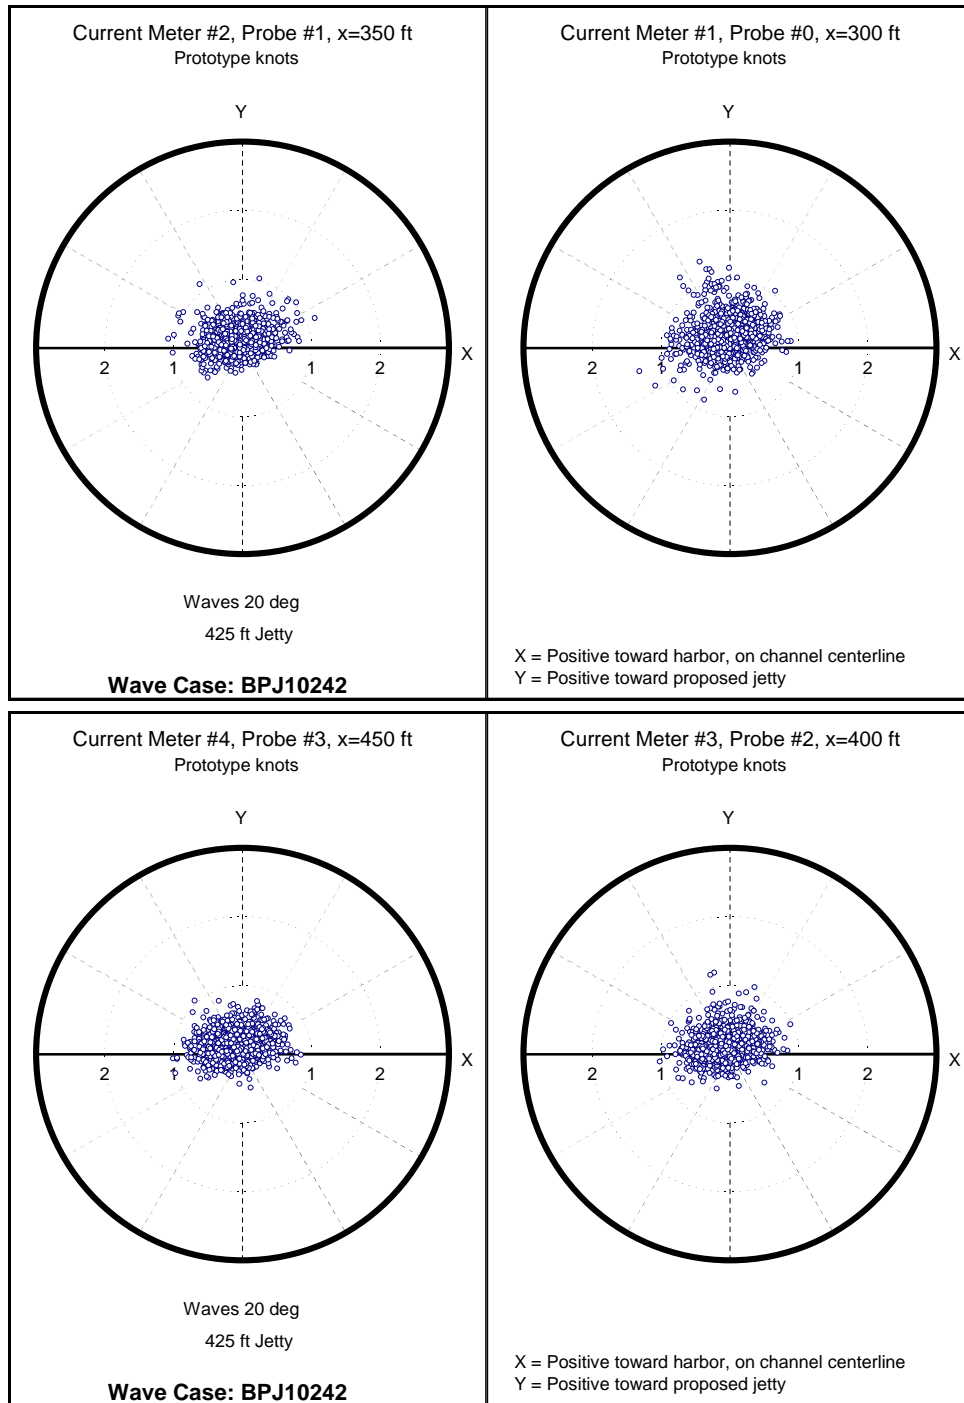 Current Meter #2, Probe #1, x=350 ft
Prototype knots
Y
X
2 1 1 2
Waves 20 deg
425 ft Jetty
Wave Case: BPJ10242
Current Meter #1, Probe #0, x=300 ft
Prototype knots
Y
X
2 1 1 2
X = Positive toward harbor, on channel centerline
Y = Positive toward proposed jetty
Current Meter #4, Probe #3, x=450 ft
Prototype knots
Y
X
2 1 1 2
Waves 20 deg
425 ft Jetty
Wave Case: BPJ10242
Current Meter #3, Probe #2, x=400 ft
Prototype knots
Y
X
2 1 1 2
X = Positive toward harbor, on channel centerline
Y = Positive toward proposed jetty